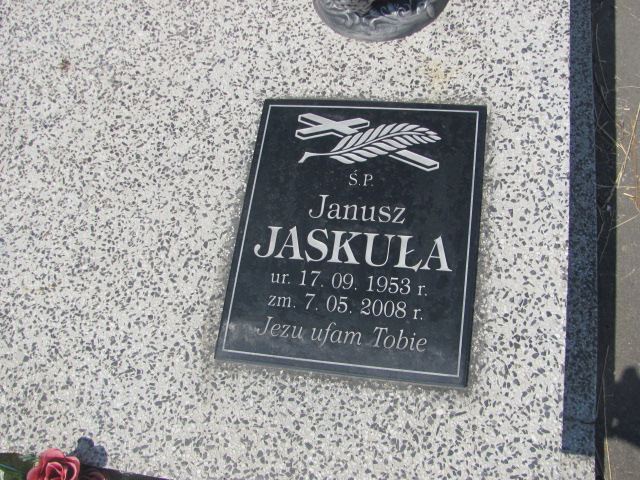 Ś.P.
Janusz
JASKUŁA
ur. 17. 09. 1953 r.
zm. 7. 05. 2008 r.
Jezu ufam Tobie